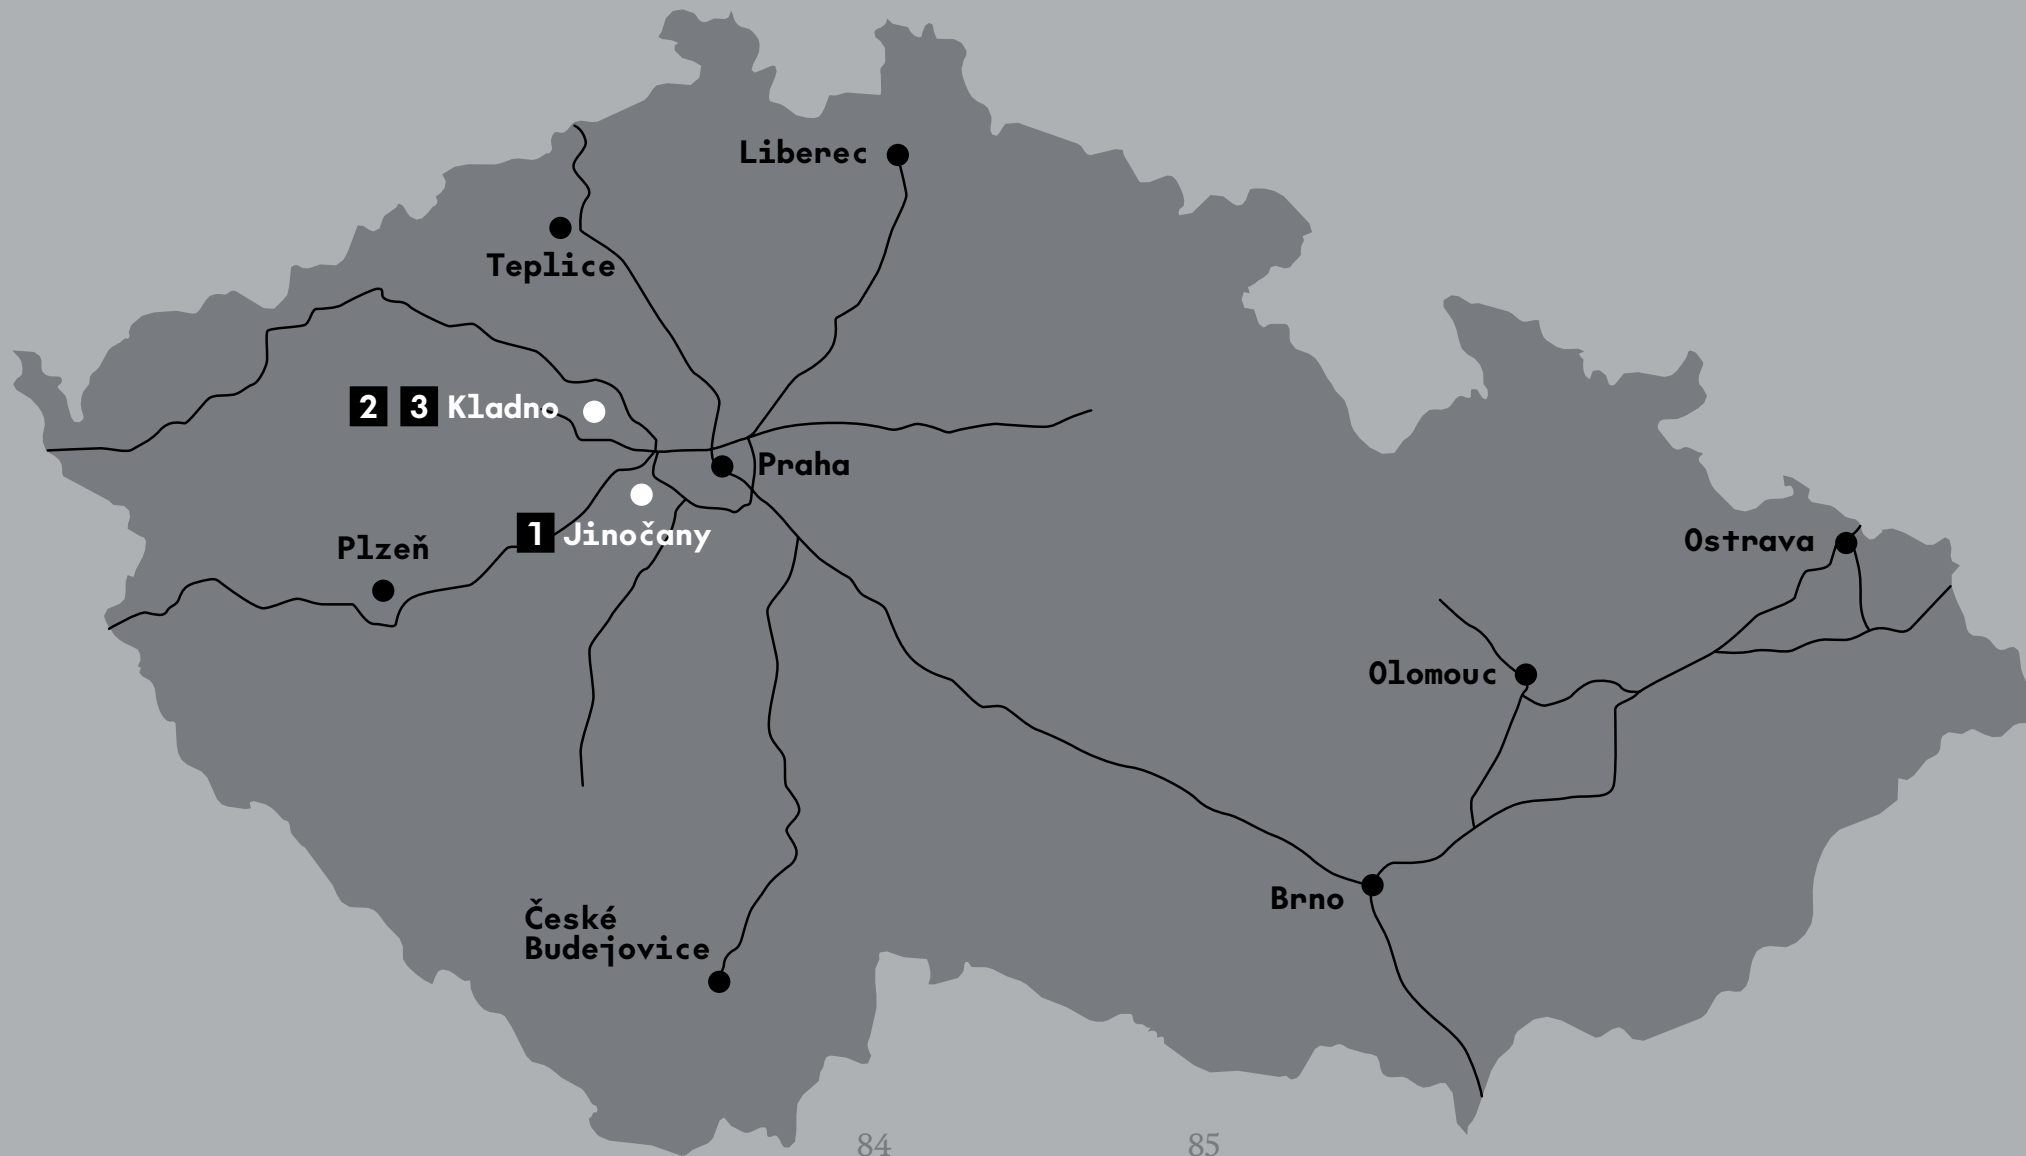 Liberec
Teplice
2 3 Kladno
Praha
1 Jinočany
Plzeň
Ostrava
Olomouc
Brno
České
Budejovice
84 85